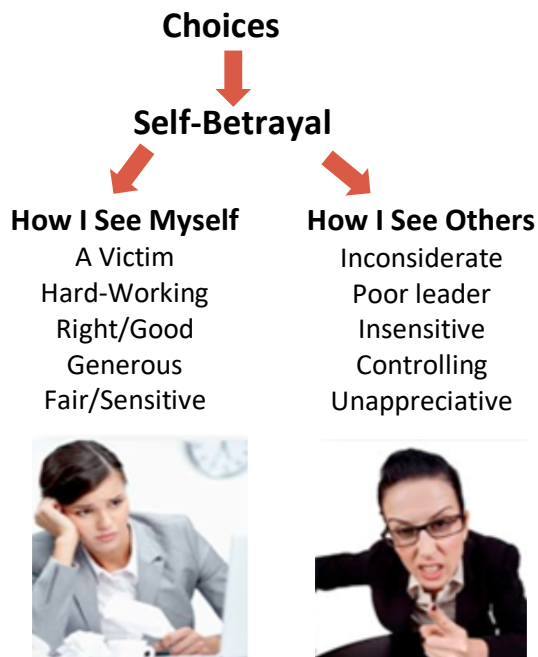 Choices
Self-Betrayal
How I See Myself
A Victim
Hard-Working
Right/Good
Generous
Fair/Sensitive
How I See Others
Inconsiderate
Poor leader
Insensitive
Controlling
Unappreciative